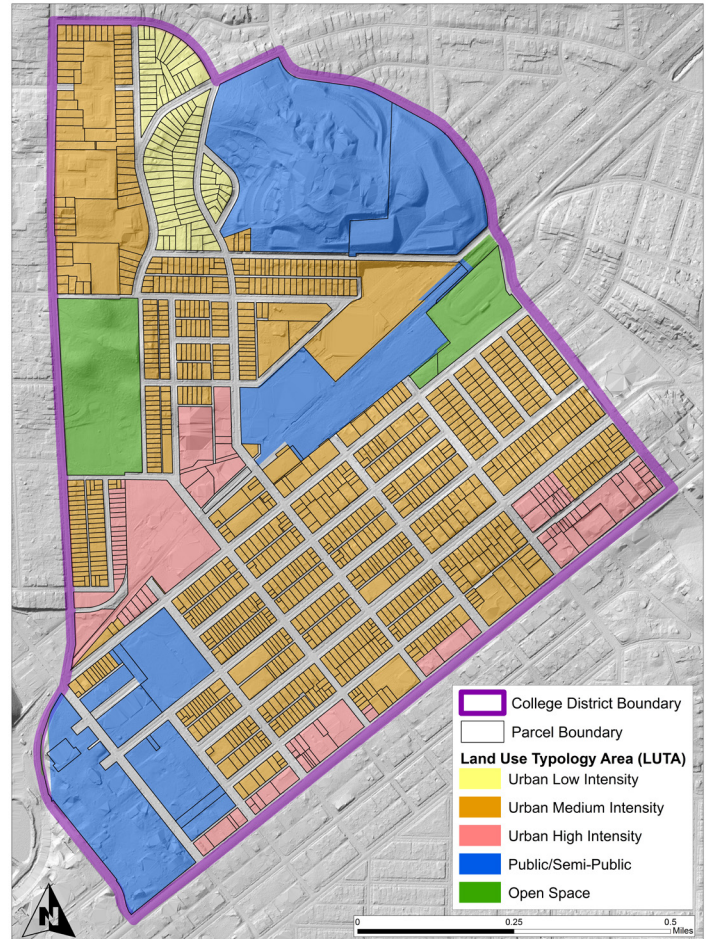 College District Boundary
Parcel Boundary
Land Use Typology Area (LUTA)
Urban Low Intensity
Urban Medium Intensity
Urban High Intensity
Public/Semi-Public
Open Space
N
0 0.25 0.5
Miles